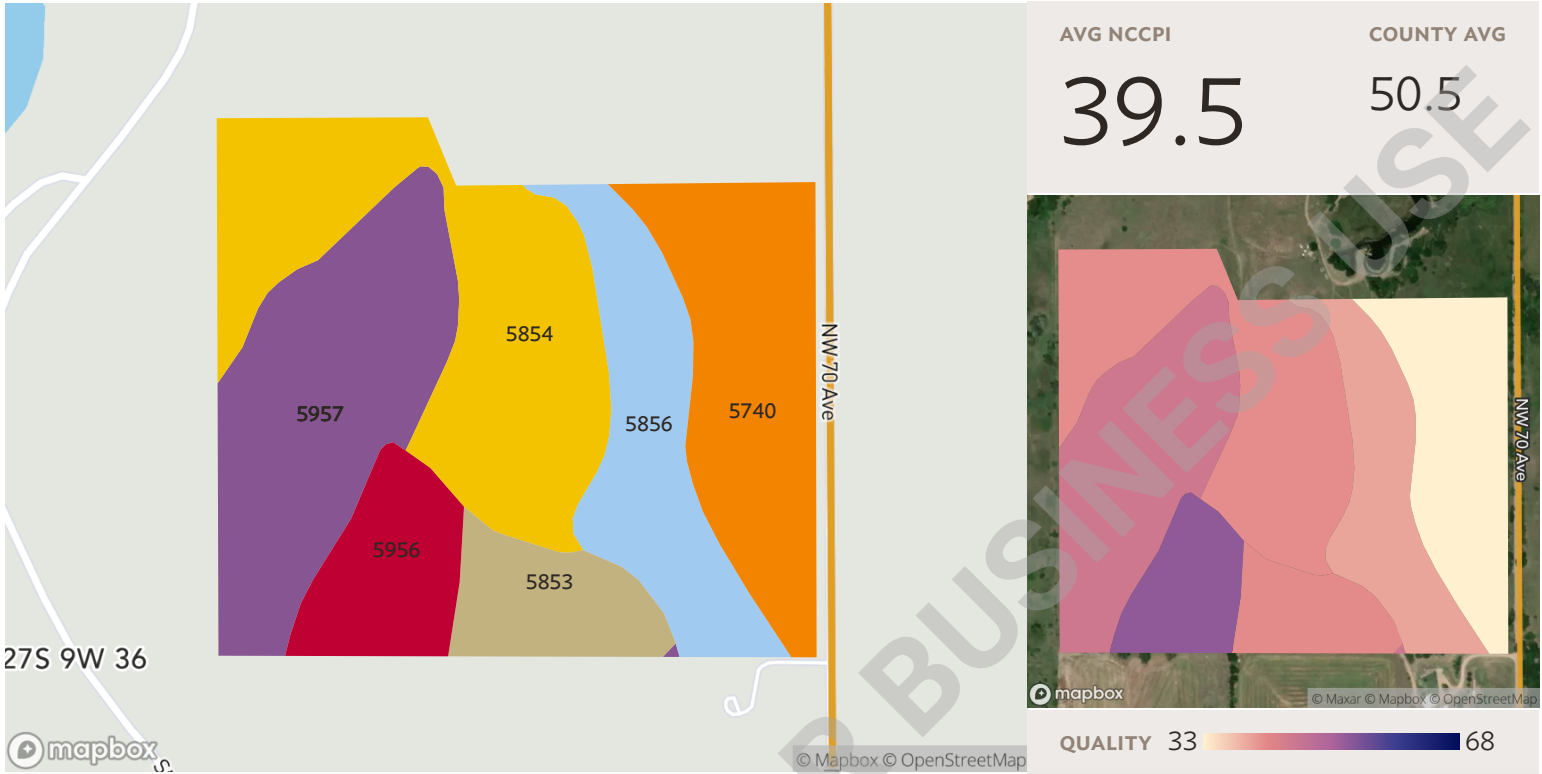 AVG NCCPI
39.5
COUNTY AVG
50.5
5854
5957
5856
5740
5956
5853
NW 70 Ave
27S 9W 36
mapbox
© Mapbox © OpenStreetMap
NW 70 Ave
mapbox
© Maxar © Mapbox © OpenStreetMap
QUALITY 33 68
R BUSINESS USE